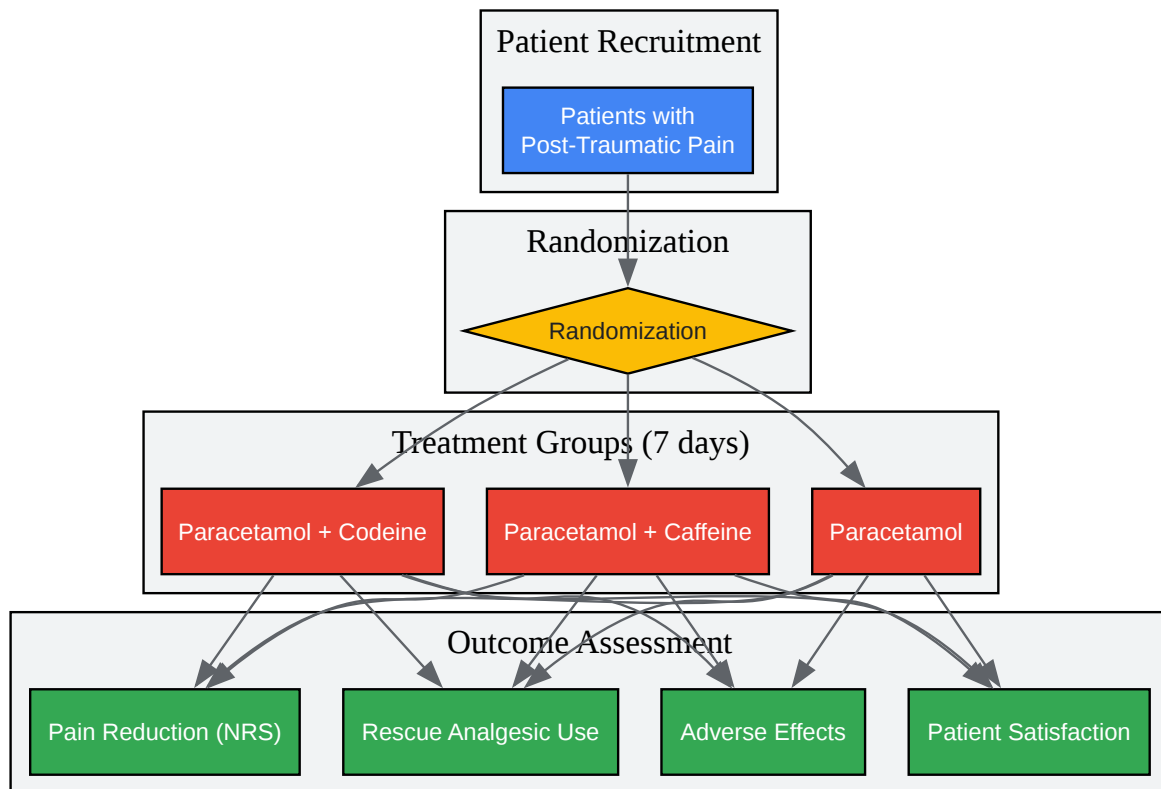 Patient Recruitment
Patients with
Post-Traumatic Pain
Randomization
Randomization
Treatment Groups (7 days)
Paracetamol + Codeine
Paracetamol + Caffeine
Paracetamol
Outcome Assessment
Pain Reduction (NRS)
Rescue Analgesic Use
Adverse Effects
Patient Satisfaction